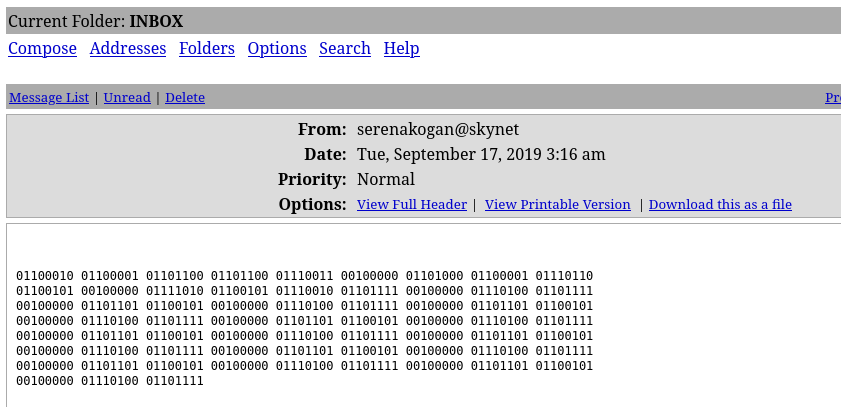 Current Folder: INBOX
Compose Addresses Folders Options Search Help
Message List | Unread | Delete
From: serenakogan@skynet
Date: Tue, September 17, 2019 3:16 am
Priority: Normal
Options: View Full Header | View Printable Version | Download this as a file
01100010 01100001 01101100 01101100 01110011 00100000 01101000 01100001 01110110
01100101 00100000 01111010 01100101 01110010 01101111 00100000 01110100 01101111
00100000 01101101 01100101 00100000 01110100 01101111 00100000 01101101 01100101
00100000 01110100 01101111 00100000 01101101 01100101 00100000 01110100 01101111
00100000 01101101 01100101 00100000 01110100 01101111 00100000 01101101 01100101
00100000 01110100 01101111 00100000 01101101 01100101 00100000 01110100 01101111
00100000 01101101 01100101 00100000 01110100 01101111 00100000 01101101 01100101
00100000 01110100 01101111